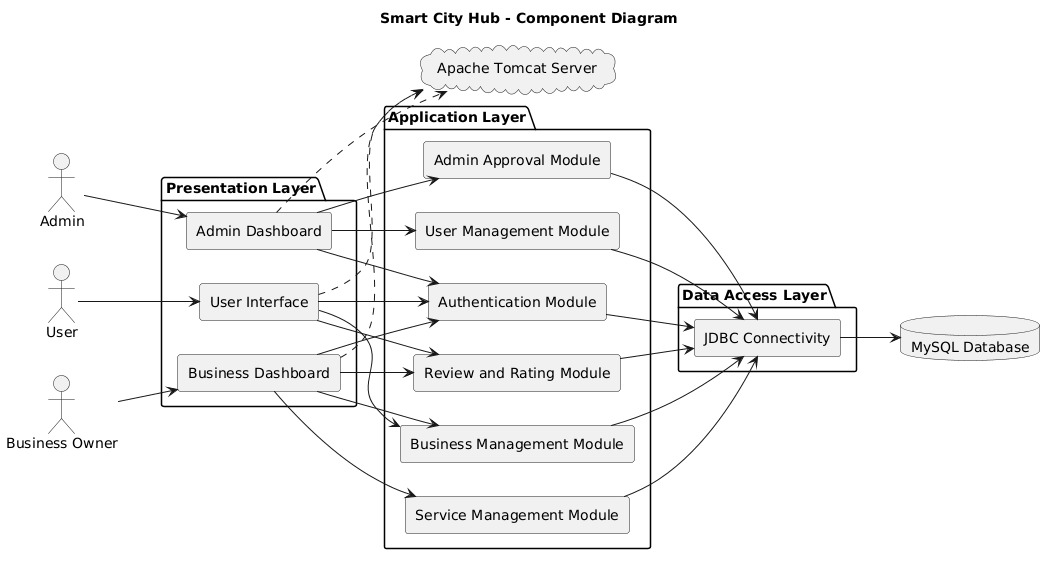 Smart City Hub - Component Diagram
Apache Tomcat Server
Application Layer
Admin Approval Module
Presentation Layer
Admin
Admin Dashboard
User Management Module
User Interface
Authentication Module
Data Access Layer
User
JDBC Connectivity
MySQL Database
Business Dashboard
Review and Rating Module
Business Owner
Business Management Module
Service Management Module